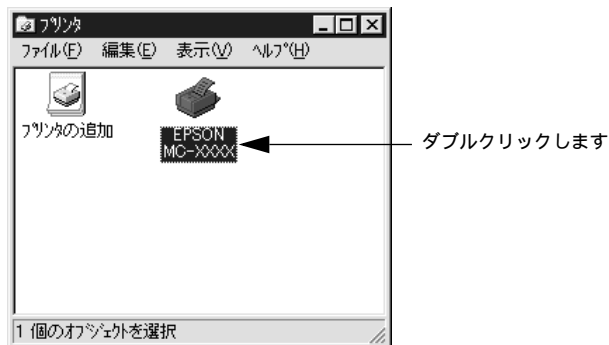 プリンタ
ファイル(F) 編集(E) 表示(V) ヘルプ(H)
プリンタの追加
EPSON
MC-XXXX
ダブルクリックします
1 個のオブジェクトを選択